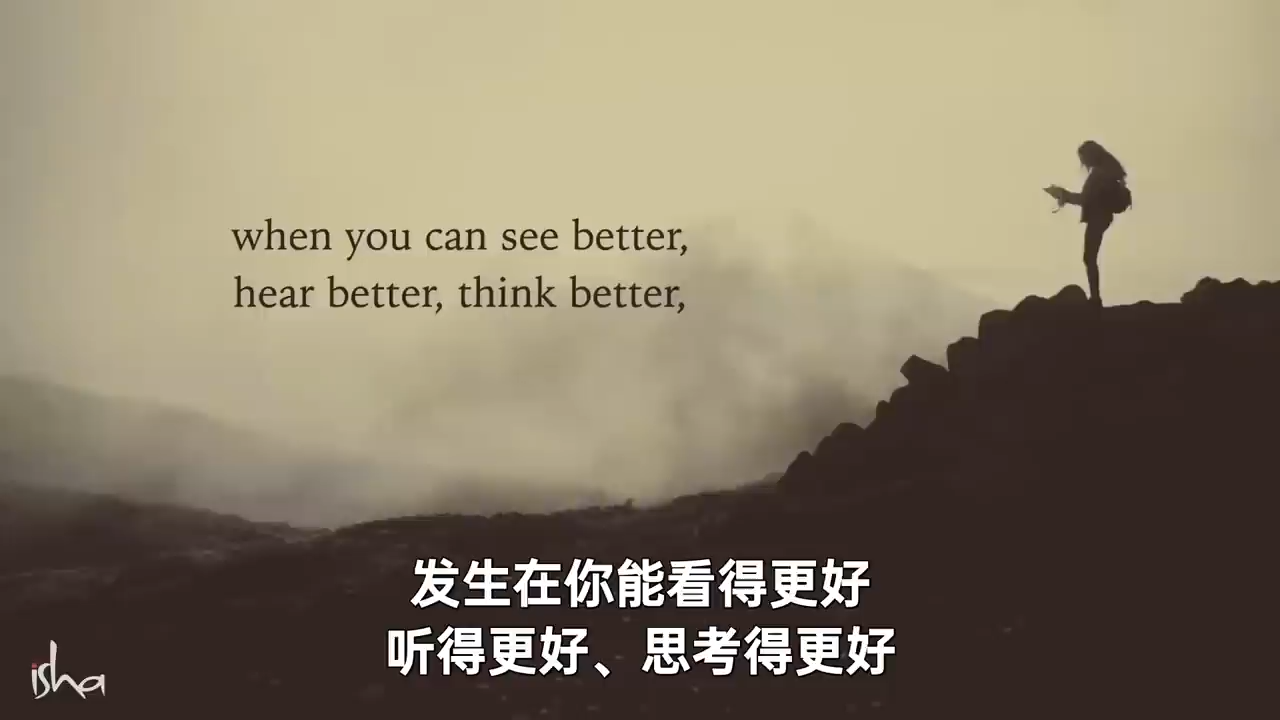 when you can see better,
hear better, think better,
发生在你能看得更好
听得更好、思考得更好
isha